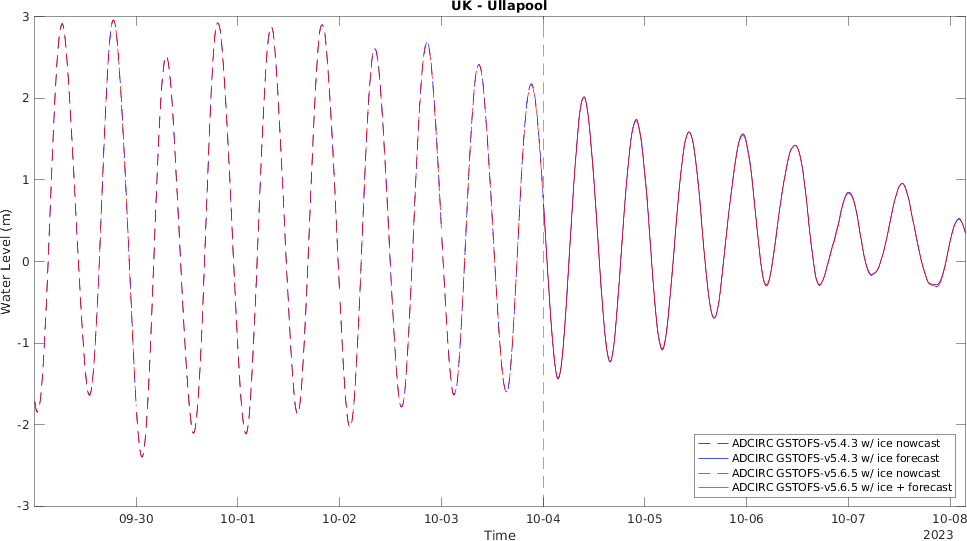 UK - Ullapool
Water Level (m)
3
2
1
0
-1
-2
-3
ADCIRC GSTOFS-v5.4.3 w/ ice nowcast
ADCIRC GSTOFS-v5.4.3 w/ ice forecast
ADCIRC GSTOFS-v5.6.5 w/ ice nowcast
ADCIRC GSTOFS-v5.6.5 w/ ice + forecast
09-30 10-01 10-02 10-03 10-04 10-05 10-06 10-07 10-08
Time 2023